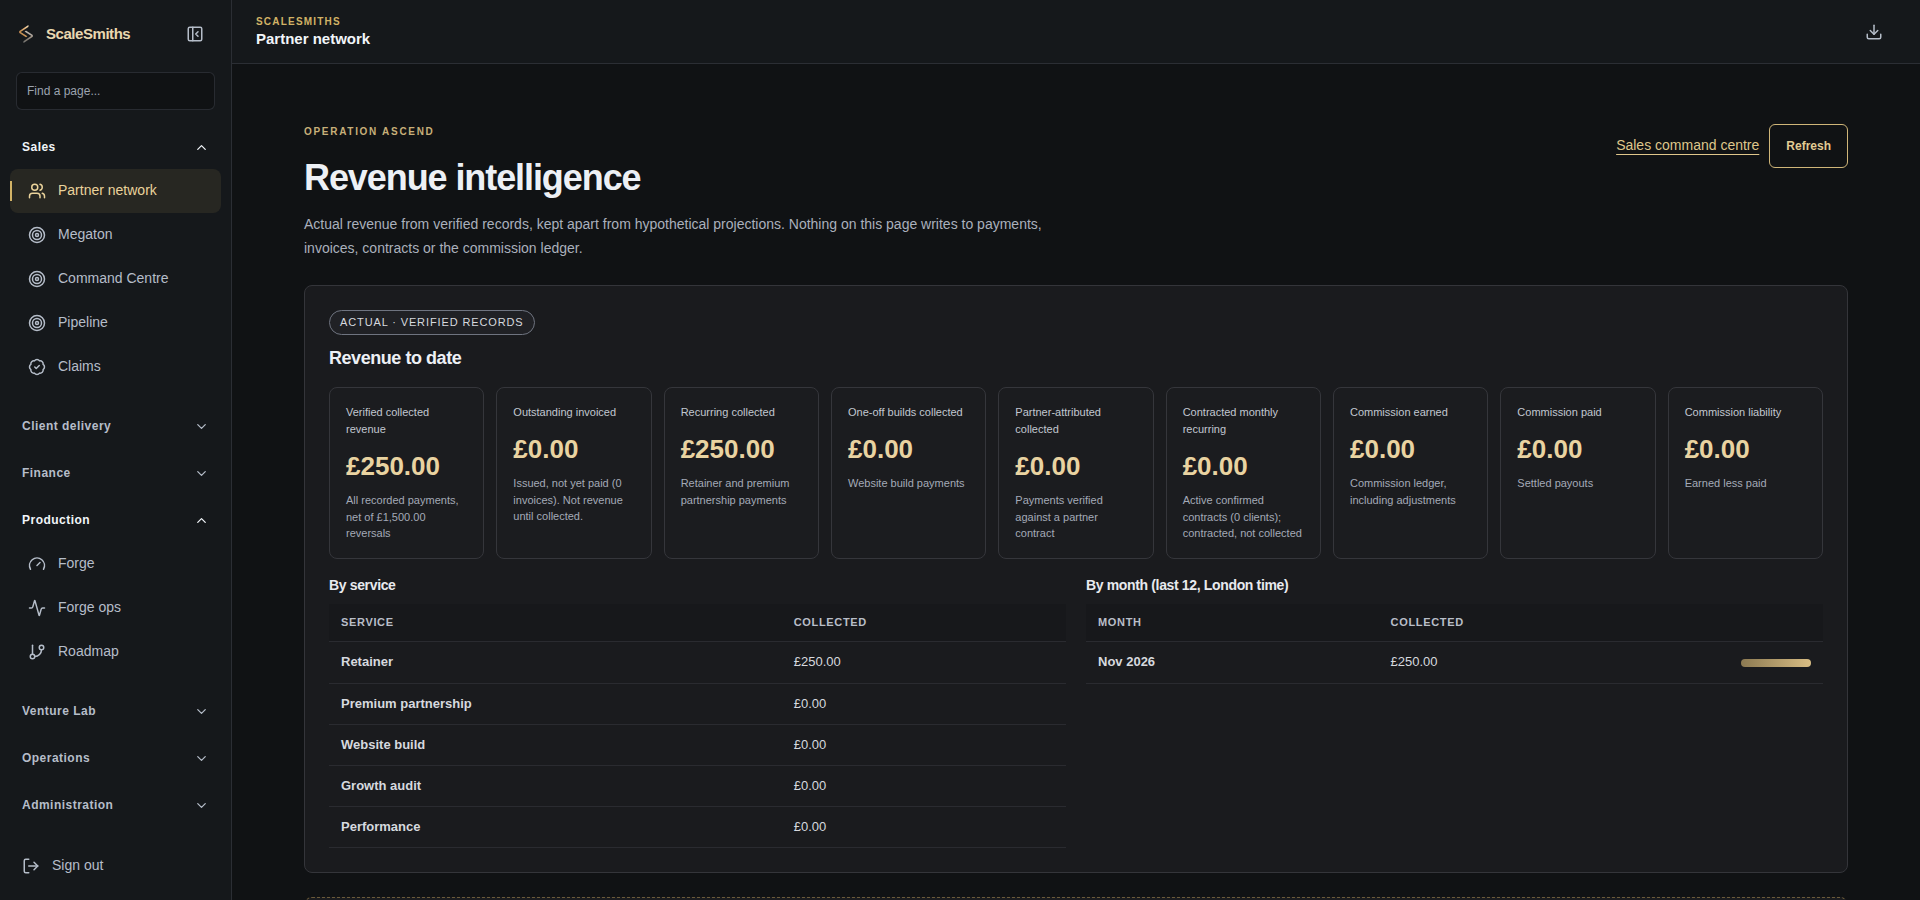 ScaleSmiths
Find a page...
Sales
Partner network
Megaton
Command Centre
Pipeline
Claims
Client delivery
Finance
Production
Forge
Forge ops
Roadmap
Venture Lab
Operations
Administration
Sign out
SCALESMITHS
Partner network
OPERATION ASCEND
Revenue intelligence
Actual revenue from verified records, kept apart from hypothetical projections. Nothing on this page writes to payments,
invoices, contracts or the commission ledger.
Sales command centre
Refresh
ACTUAL · VERIFIED RECORDS
Revenue to date
Verified collected
revenue
£250.00
All recorded payments,
net of £1,500.00
reversals
Outstanding invoiced
£0.00
Issued, not yet paid (0
invoices). Not revenue
until collected.
Recurring collected
£250.00
Retainer and premium
partnership payments
One-off builds collected
£0.00
Website build payments
Partner-attributed
collected
£0.00
Payments verified
against a partner
contract
Contracted monthly
recurring
£0.00
Active confirmed
contracts (0 clients);
contracted, not collected
Commission earned
£0.00
Commission ledger,
including adjustments
Commission paid
£0.00
Settled payouts
Commission liability
£0.00
Earned less paid
By service
SERVICE COLLECTED
Retainer £250.00
Premium partnership £0.00
Website build £0.00
Growth audit £0.00
Performance £0.00
By month (last 12, London time)
MONTH COLLECTED
Nov 2026 £250.00